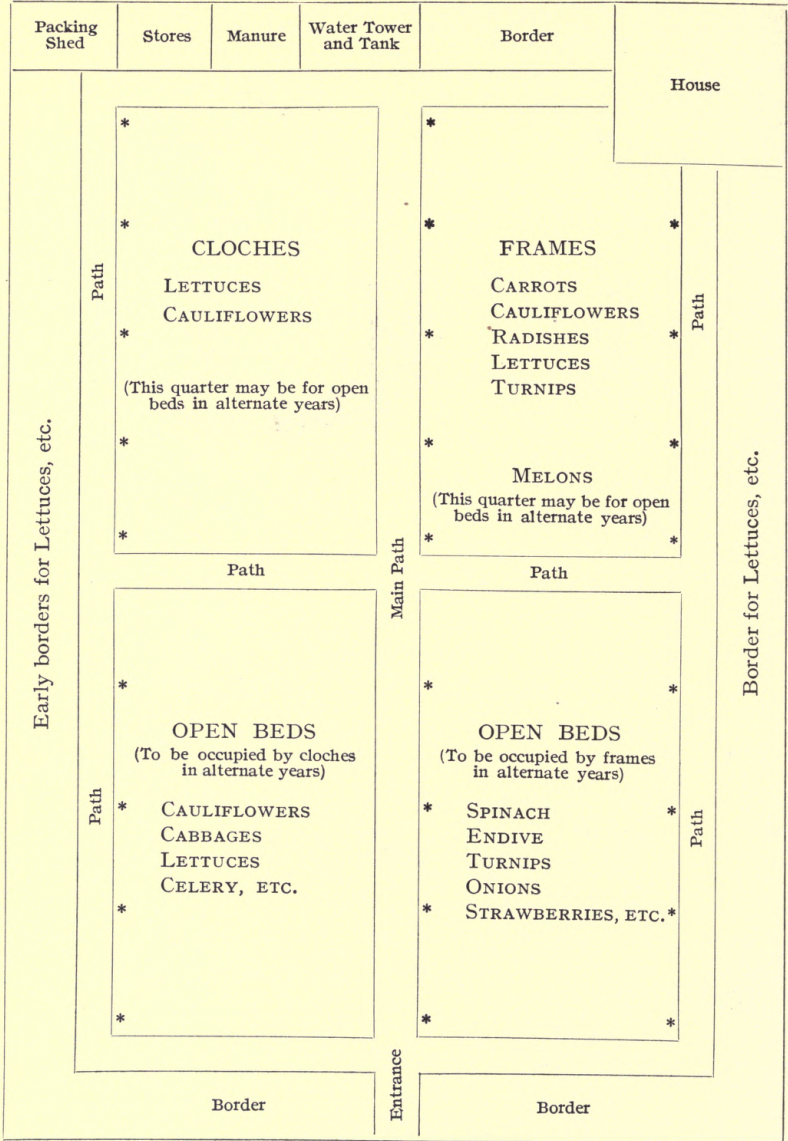 Packing
Shed
Stores
Manure
Water Tower
and Tank
Border
House
Early borders for Lettuces, etc.
Path
*
*
CLOCHES
LETTUCES
CAULIFLOWERS
*
(This quarter may be for open
beds in alternate years)
*
*
Main Path
*
* *
FRAMES
CARROTS
CAULIFLOWERS
* RADISHES *
LETTUCES
TURNIPS
* *
MELONS
(This quarter may be for open
beds in alternate years)
* *
Path
Border for Lettuces, etc.
Path
Path
Path
*
OPEN BEDS
(To be occupied by cloches
in alternate years)
* CAULIFLOWERS
CABBAGES
LETTUCES
CELERY, ETC.
*
*
* *
OPEN BEDS
(To be occupied by frames
in alternate years)
* SPINACH *
ENDIVE
TURNIPS
ONIONS
* STRAWBERRIES, ETC. *
* *
Path
Border
Entrance
Border